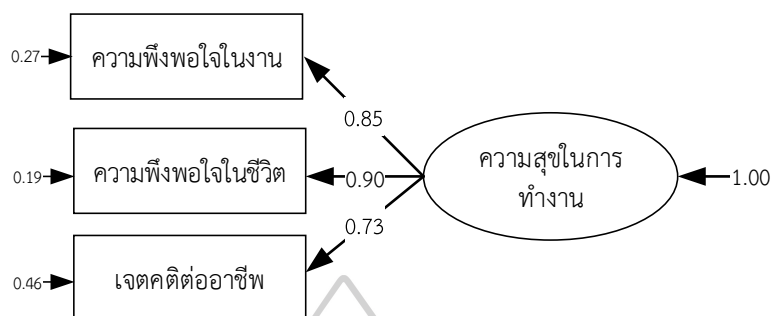 0.27
ความพึงพอใจในงาน
0.85
0.19
ความพึงพอใจในชีวิต
0.90
ความสุขในการ
ทำงาน
1.00
0.73
0.46
เจตคติต่ออาชีพ